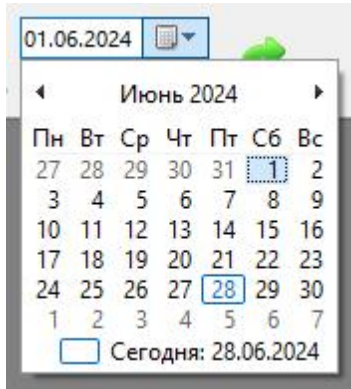 01.06.2024
Июнь 2024
Пн Вт Ср Чт Пт Сб Вс
27 28 29 30 31 1 2
3 4 5 6 7 8 9
10 11 12 13 14 15 16
17 18 19 20 21 22 23
24 25 26 27 28 29 30
1 2 3 4 5 6 7
Сегодня: 28.06.2024